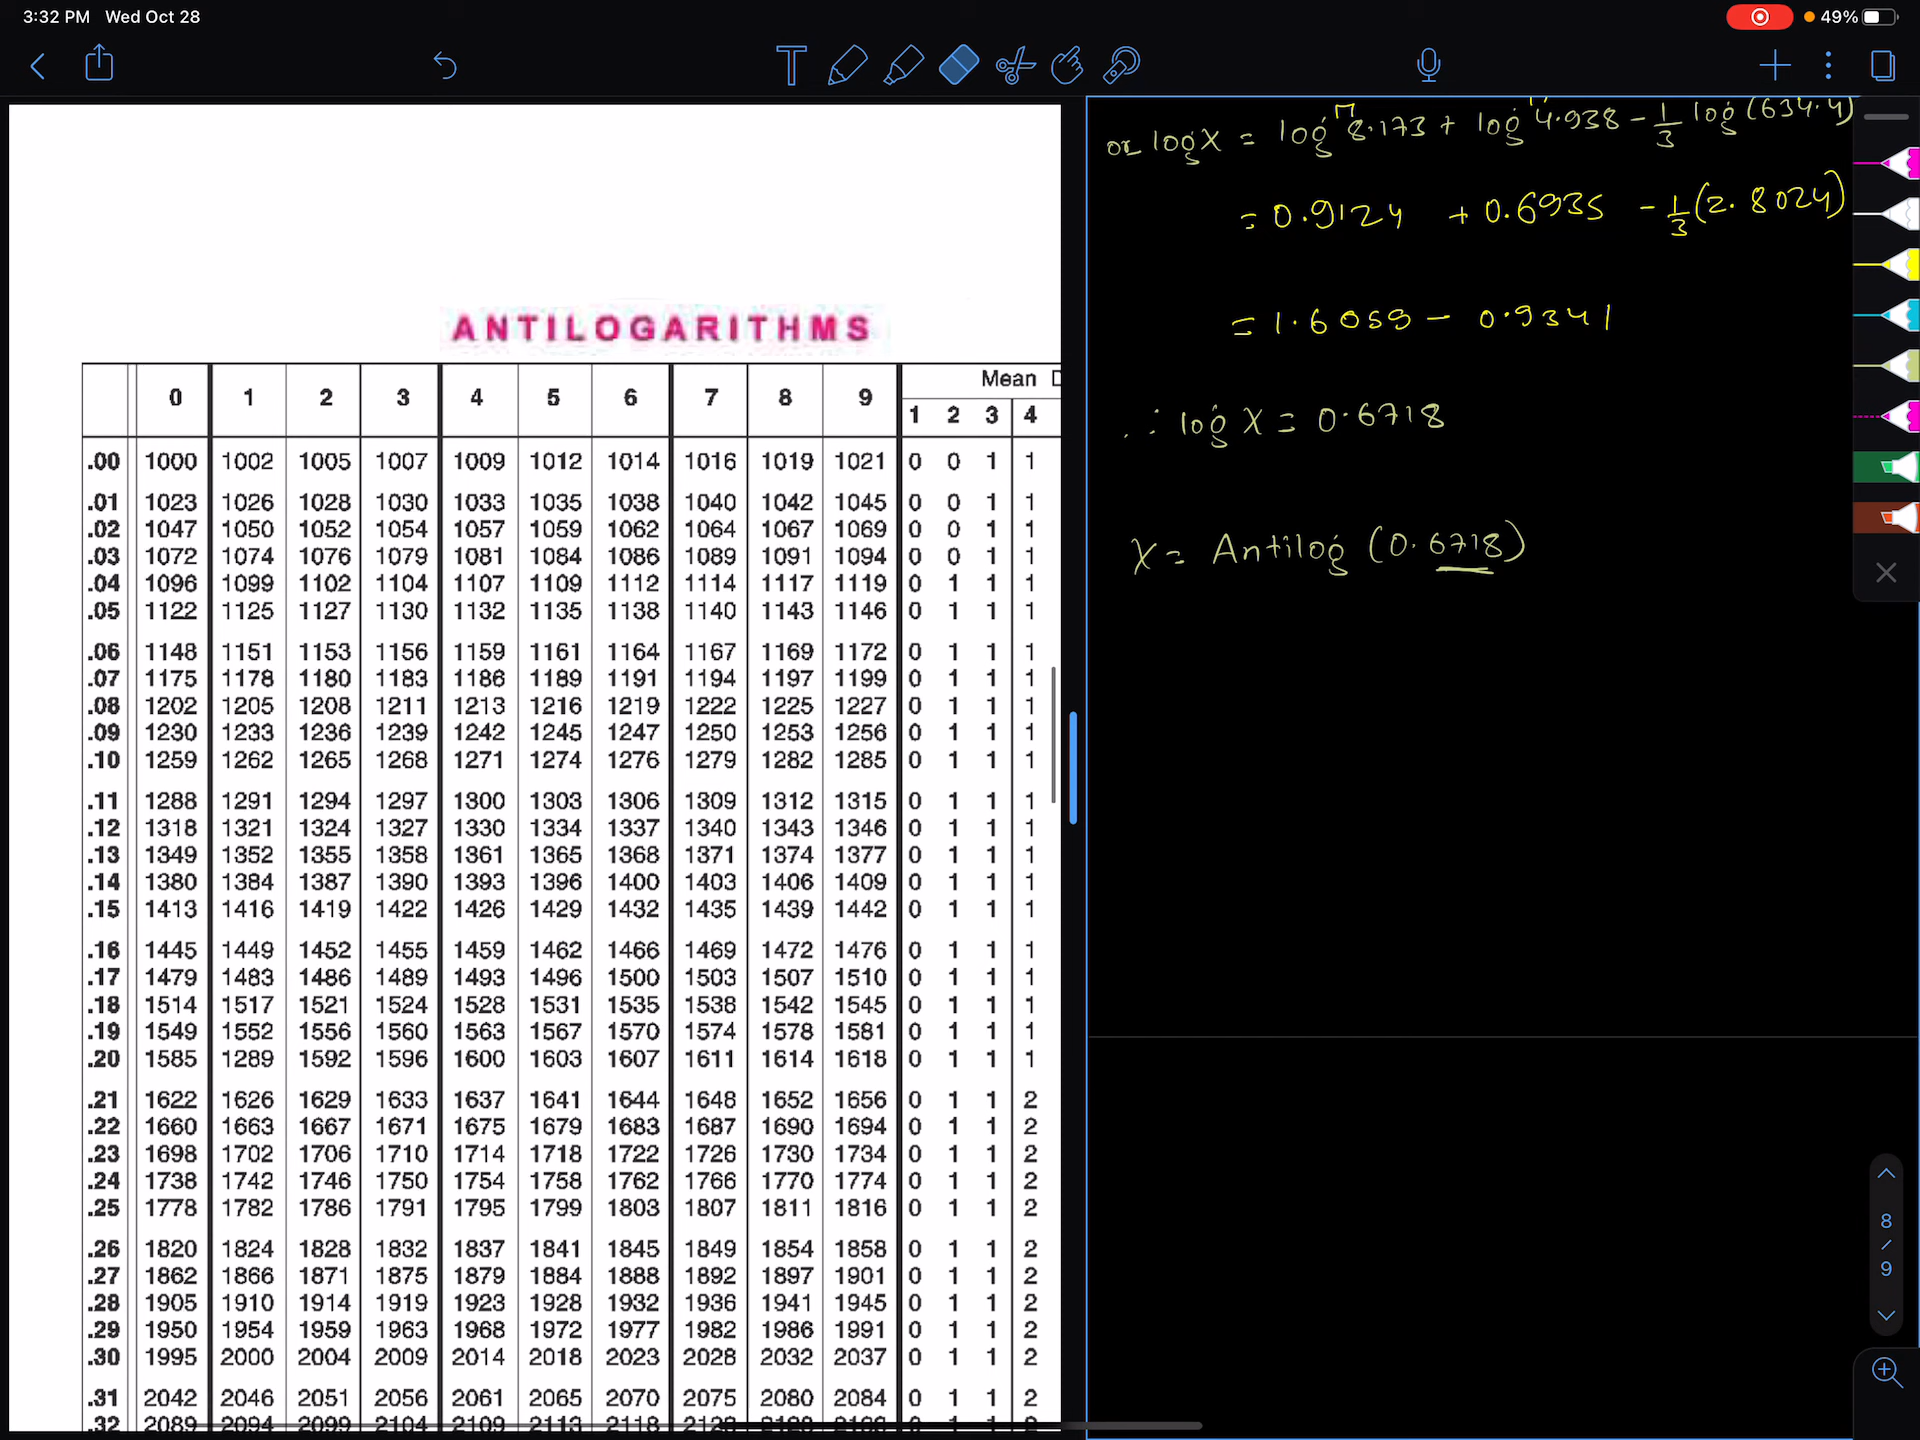 3:32 PM Wed Oct 28
49%
ANTILOGARITHMS
0 1 2 3 4 5 6 7 8 9 Mean
1 2 3 4
.00 1000 1002 1005 1007 1009 1012 1014 1016 1019 1021 0 0 1 1
.01 1023 1026 1028 1030 1033 1035 1038 1040 1042 1045 0 0 1 1
.02 1047 1050 1052 1054 1057 1059 1062 1064 1067 1069 0 0 1 1
.03 1072 1074 1076 1079 1081 1084 1086 1089 1091 1094 0 0 1 1
.04 1096 1099 1102 1104 1107 1109 1112 1114 1117 1119 0 1 1 1
.05 1122 1125 1127 1130 1132 1135 1138 1140 1143 1146 0 1 1 1
.06 1148 1151 1153 1156 1159 1161 1164 1167 1169 1172 0 1 1 1
.07 1175 1178 1180 1183 1186 1189 1191 1194 1197 1199 0 1 1 1
.08 1202 1205 1208 1211 1213 1216 1219 1222 1225 1227 0 1 1 1
.09 1230 1233 1236 1239 1242 1245 1247 1250 1253 1256 0 1 1 1
.10 1259 1262 1265 1268 1271 1274 1276 1279 1282 1285 0 1 1 1
.11 1288 1291 1294 1297 1300 1303 1306 1309 1312 1315 0 1 1 1
.12 1318 1321 1324 1327 1330 1334 1337 1340 1343 1346 0 1 1 1
.13 1349 1352 1355 1358 1361 1365 1368 1371 1374 1377 0 1 1 1
.14 1380 1384 1387 1390 1393 1396 1400 1403 1406 1409 0 1 1 1
.15 1413 1416 1419 1422 1426 1429 1432 1435 1439 1442 0 1 1 1
.16 1445 1449 1452 1455 1459 1462 1466 1469 1472 1476 0 1 1 1
.17 1479 1483 1486 1489 1493 1496 1500 1503 1507 1510 0 1 1 1
.18 1514 1517 1521 1524 1528 1531 1535 1538 1542 1545 0 1 1 1
.19 1549 1552 1556 1560 1563 1567 1570 1574 1578 1581 0 1 1 1
.20 1585 1289 1592 1596 1600 1603 1607 1611 1614 1618 0 1 1 1
.21 1622 1626 1629 1633 1637 1641 1644 1648 1652 1656 0 1 1 2
.22 1660 1663 1667 1671 1675 1679 1683 1687 1690 1694 0 1 1 2
.23 1698 1702 1706 1710 1714 1718 1722 1726 1730 1734 0 1 1 2
.24 1738 1742 1746 1750 1754 1758 1762 1766 1770 1774 0 1 1 2
.25 1778 1782 1786 1791 1795 1799 1803 1807 1811 1816 0 1 1 2
.26 1820 1824 1828 1832 1837 1841 1845 1849 1854 1858 0 1 1 2
.27 1862 1866 1871 1875 1879 1884 1888 1892 1897 1901 0 1 1 2
.28 1905 1910 1914 1919 1923 1928 1932 1936 1941 1945 0 1 1 2
.29 1950 1954 1959 1963 1968 1972 1977 1982 1986 1991 0 1 1 2
.30 1995 2000 2004 2009 2014 2018 2023 2028 2032 2037 0 1 1 2
.31 2042 2046 2051 2056 2061 2065 2070 2075 2080 2084 0 1 1 2
.32 2089 2094 2099 2104 2109 2113 2118
or log X = log 8.173 + log 4.938 - 1/3 log (634.4)
= 0.9124 + 0.6935 - 1/3 (2.8024)
= 1.6059 - 0.9341
∴ log X = 0.6718
X = Antilog (0.6718)
8
/
9